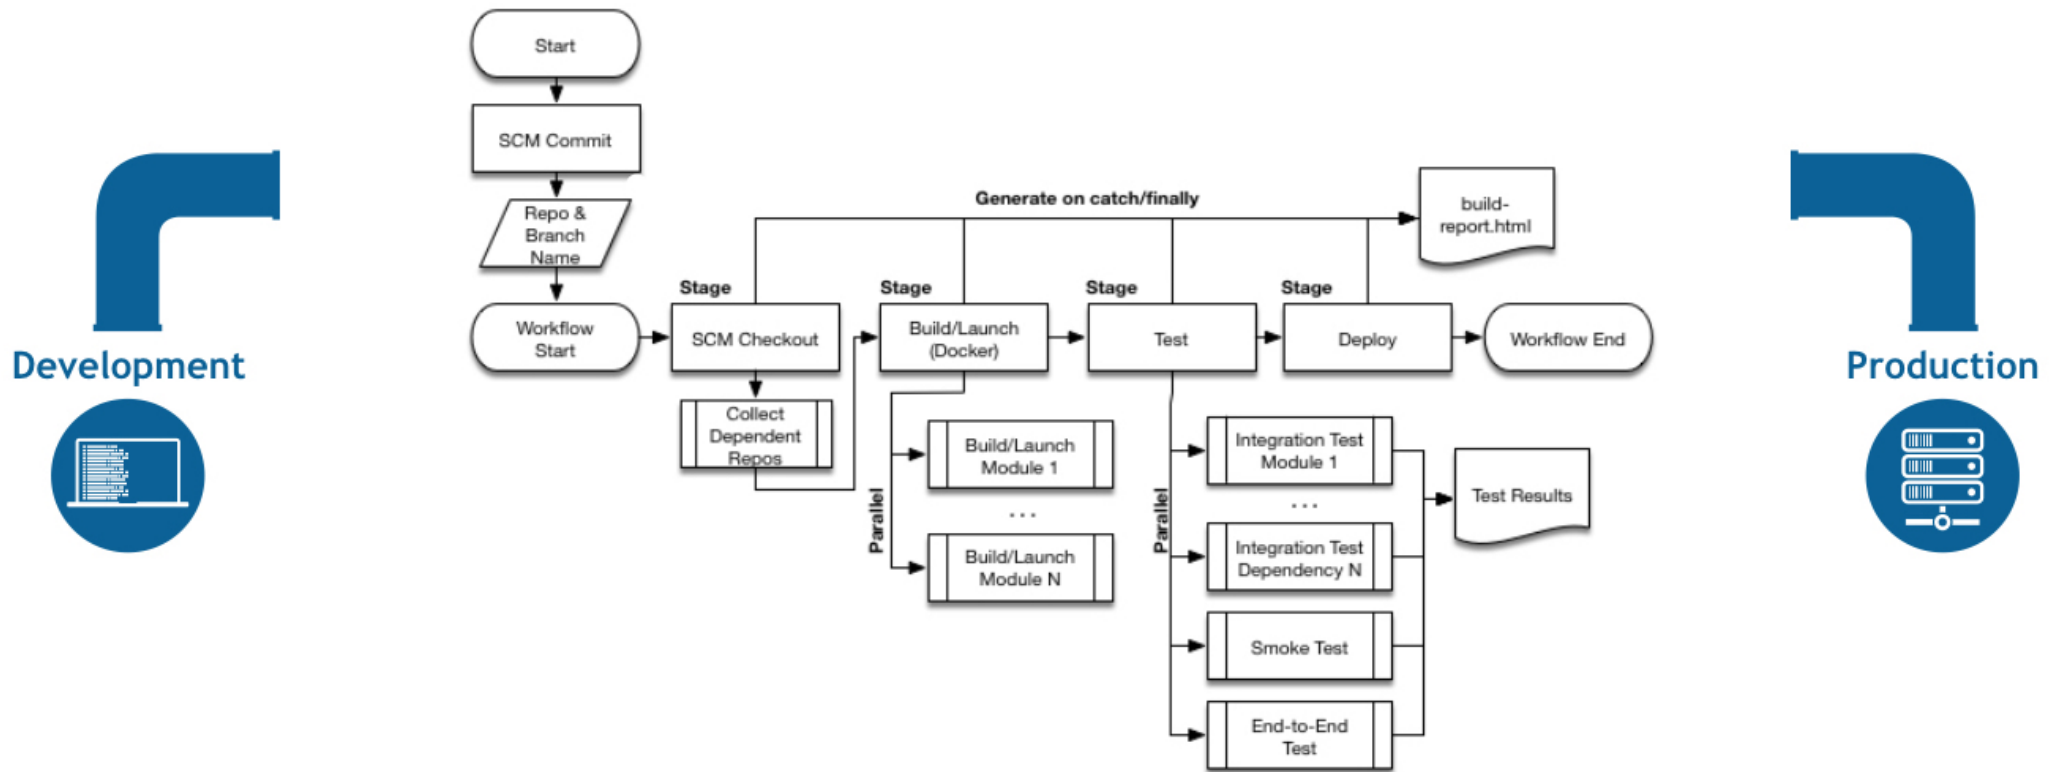 Start
SCM Commit
Repo &
Branch
Name
Workflow
Start
Development
Generate on catch/finally
build-
report.html
Stage
SCM Checkout
Collect
Dependent
Repos
Stage
Build/Launch
(Docker)
Parallel
Build/Launch
Module 1
...
Build/Launch
Module N
Stage
Test
Parallel
Integration Test
Module 1
...
Integration Test
Dependency N
Smoke Test
End-to-End
Test
Test Results
Stage
Deploy
Workflow End
Production